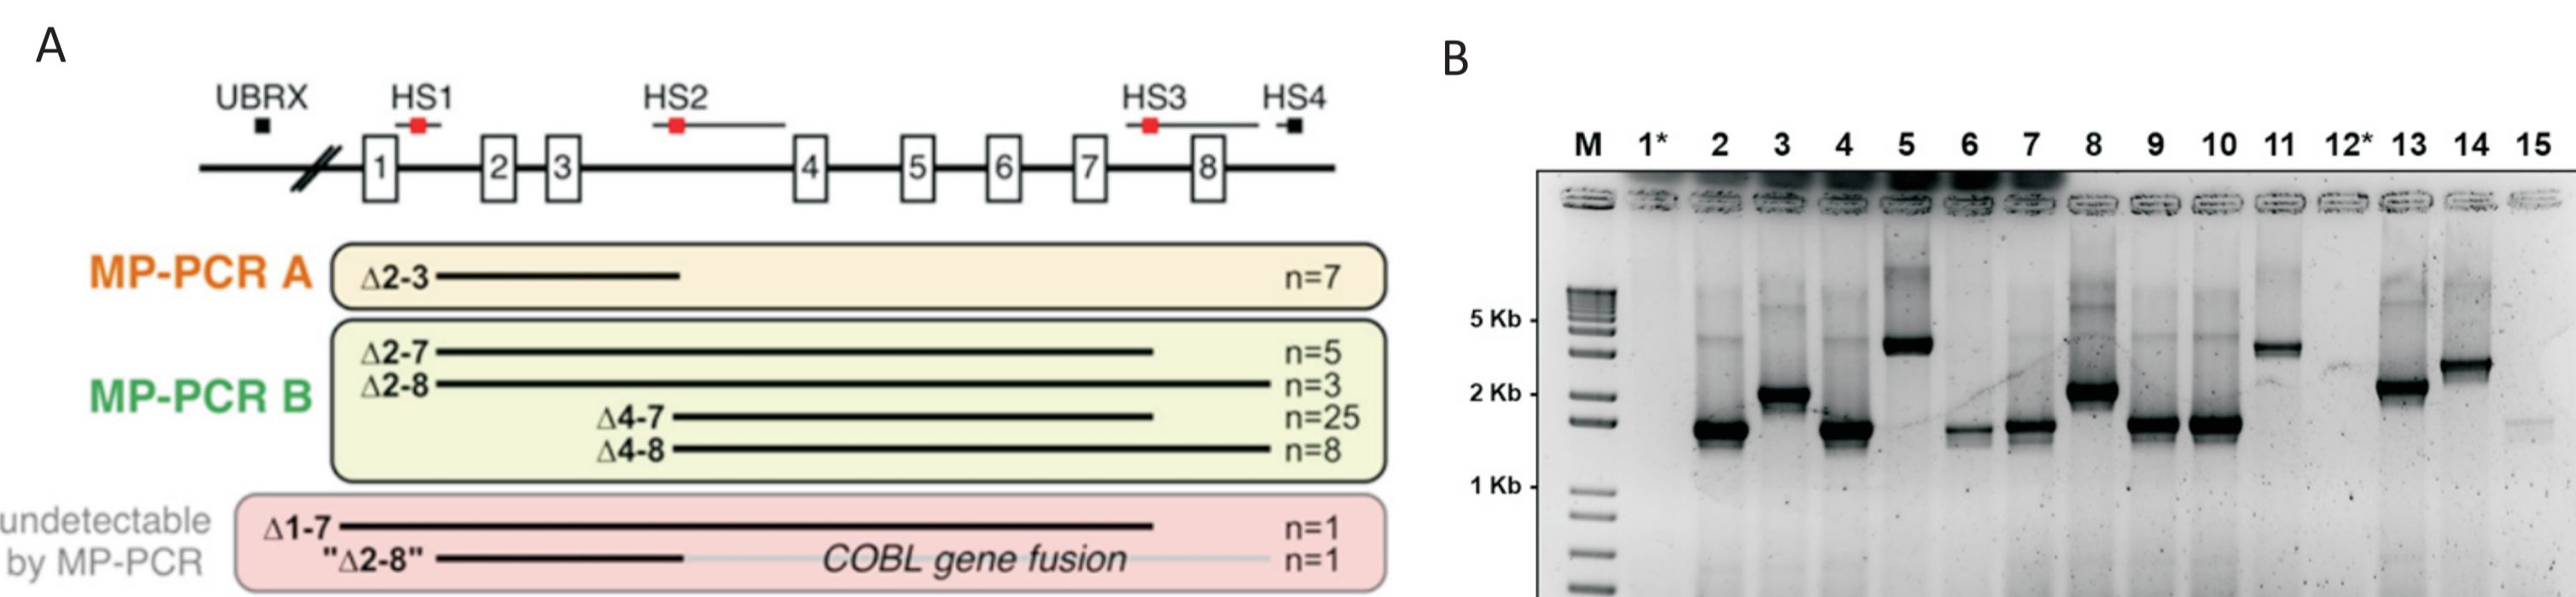 A
UBRX HS1 HS2 HS3 HS4
1 2 3 4 5 6 7 8
MP-PCR A
Δ2-3 n=7
MP-PCR B
Δ2-7 n=5
Δ2-8 n=3
Δ4-7 n=25
Δ4-8 n=8
undetectable
by MP-PCR
Δ1-7 n=1
"Δ2-8" COBL gene fusion n=1
B
M 1* 2 3 4 5 6 7 8 9 10 11 12* 13 14 15
5 Kb
2 Kb
1 Kb